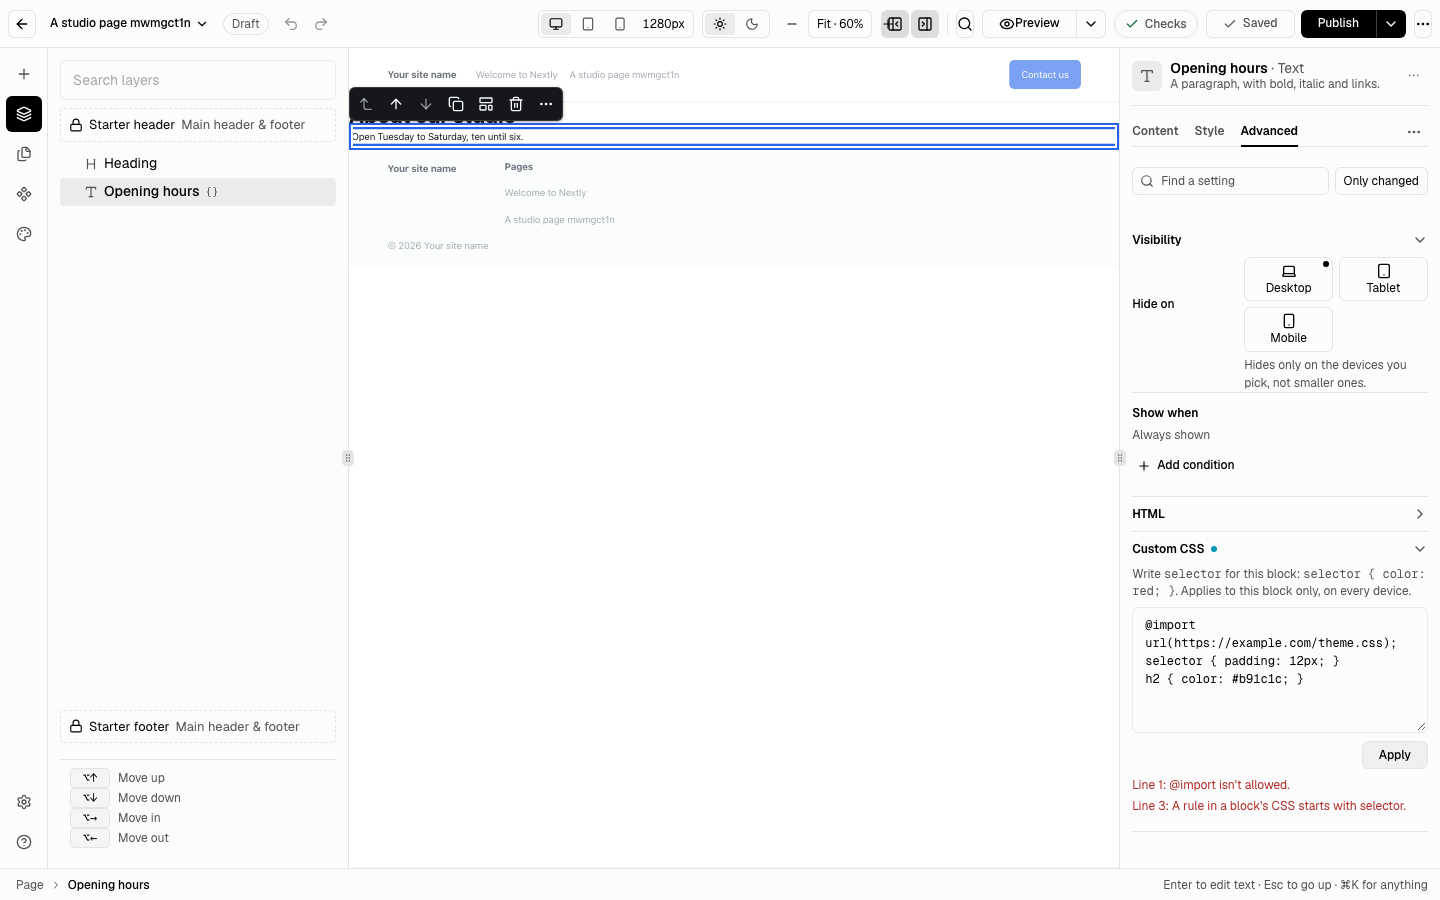 A studio page mwmgct1n
Draft
1280px
Fit · 60%
Preview
Checks
Saved
Publish
Search layers
Starter header Main header & footer
Heading
Opening hours {}
Starter footer Main header & footer
⌥↑ Move up
⌥↓ Move down
⌥→ Move in
⌥← Move out
Your site name
Welcome to Nextly
A studio page mwmgct1n
Contact us
Open Tuesday to Saturday, ten until six.
Your site name
Pages
Welcome to Nextly
A studio page mwmgct1n
© 2026 Your site name
Opening hours · Text
A paragraph, with bold, italic and links.
Content
Style
Advanced
Find a setting
Only changed
Visibility
Hide on
Desktop
Tablet
Mobile
Hides only on the devices you
pick, not smaller ones.
Show when
Always shown
Add condition
HTML
Custom CSS
Write selector for this block: selector { color:
red; }. Applies to this block only, on every device.
@import
url(https://example.com/theme.css);
selector { padding: 12px; }
h2 { color: #b91c1c; }
Apply
Line 1: @import isn't allowed.
Line 3: A rule in a block's CSS starts with selector.
Page > Opening hours
Enter to edit text · Esc to go up · ⌘K for anything